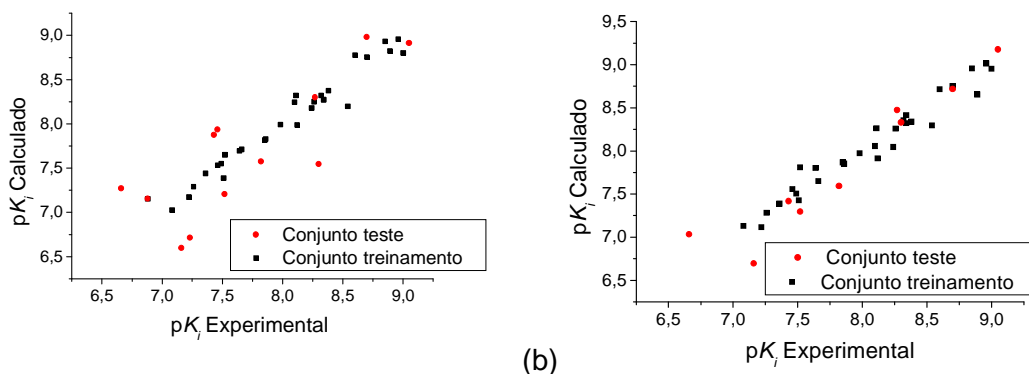 9,0
8,5
8,0
7,5
7,0
6,5
pKi Calculado
Conjunto teste
Conjunto treinamento
6,5 7,0 7,5 8,0 8,5 9,0
pKi Experimental
(b)
9,5
9,0
8,5
8,0
7,5
7,0
6,5
pKi Calculado
Conjunto teste
Conjunto treinamento
6,5 7,0 7,5 8,0 8,5 9,0
pKi Experimental